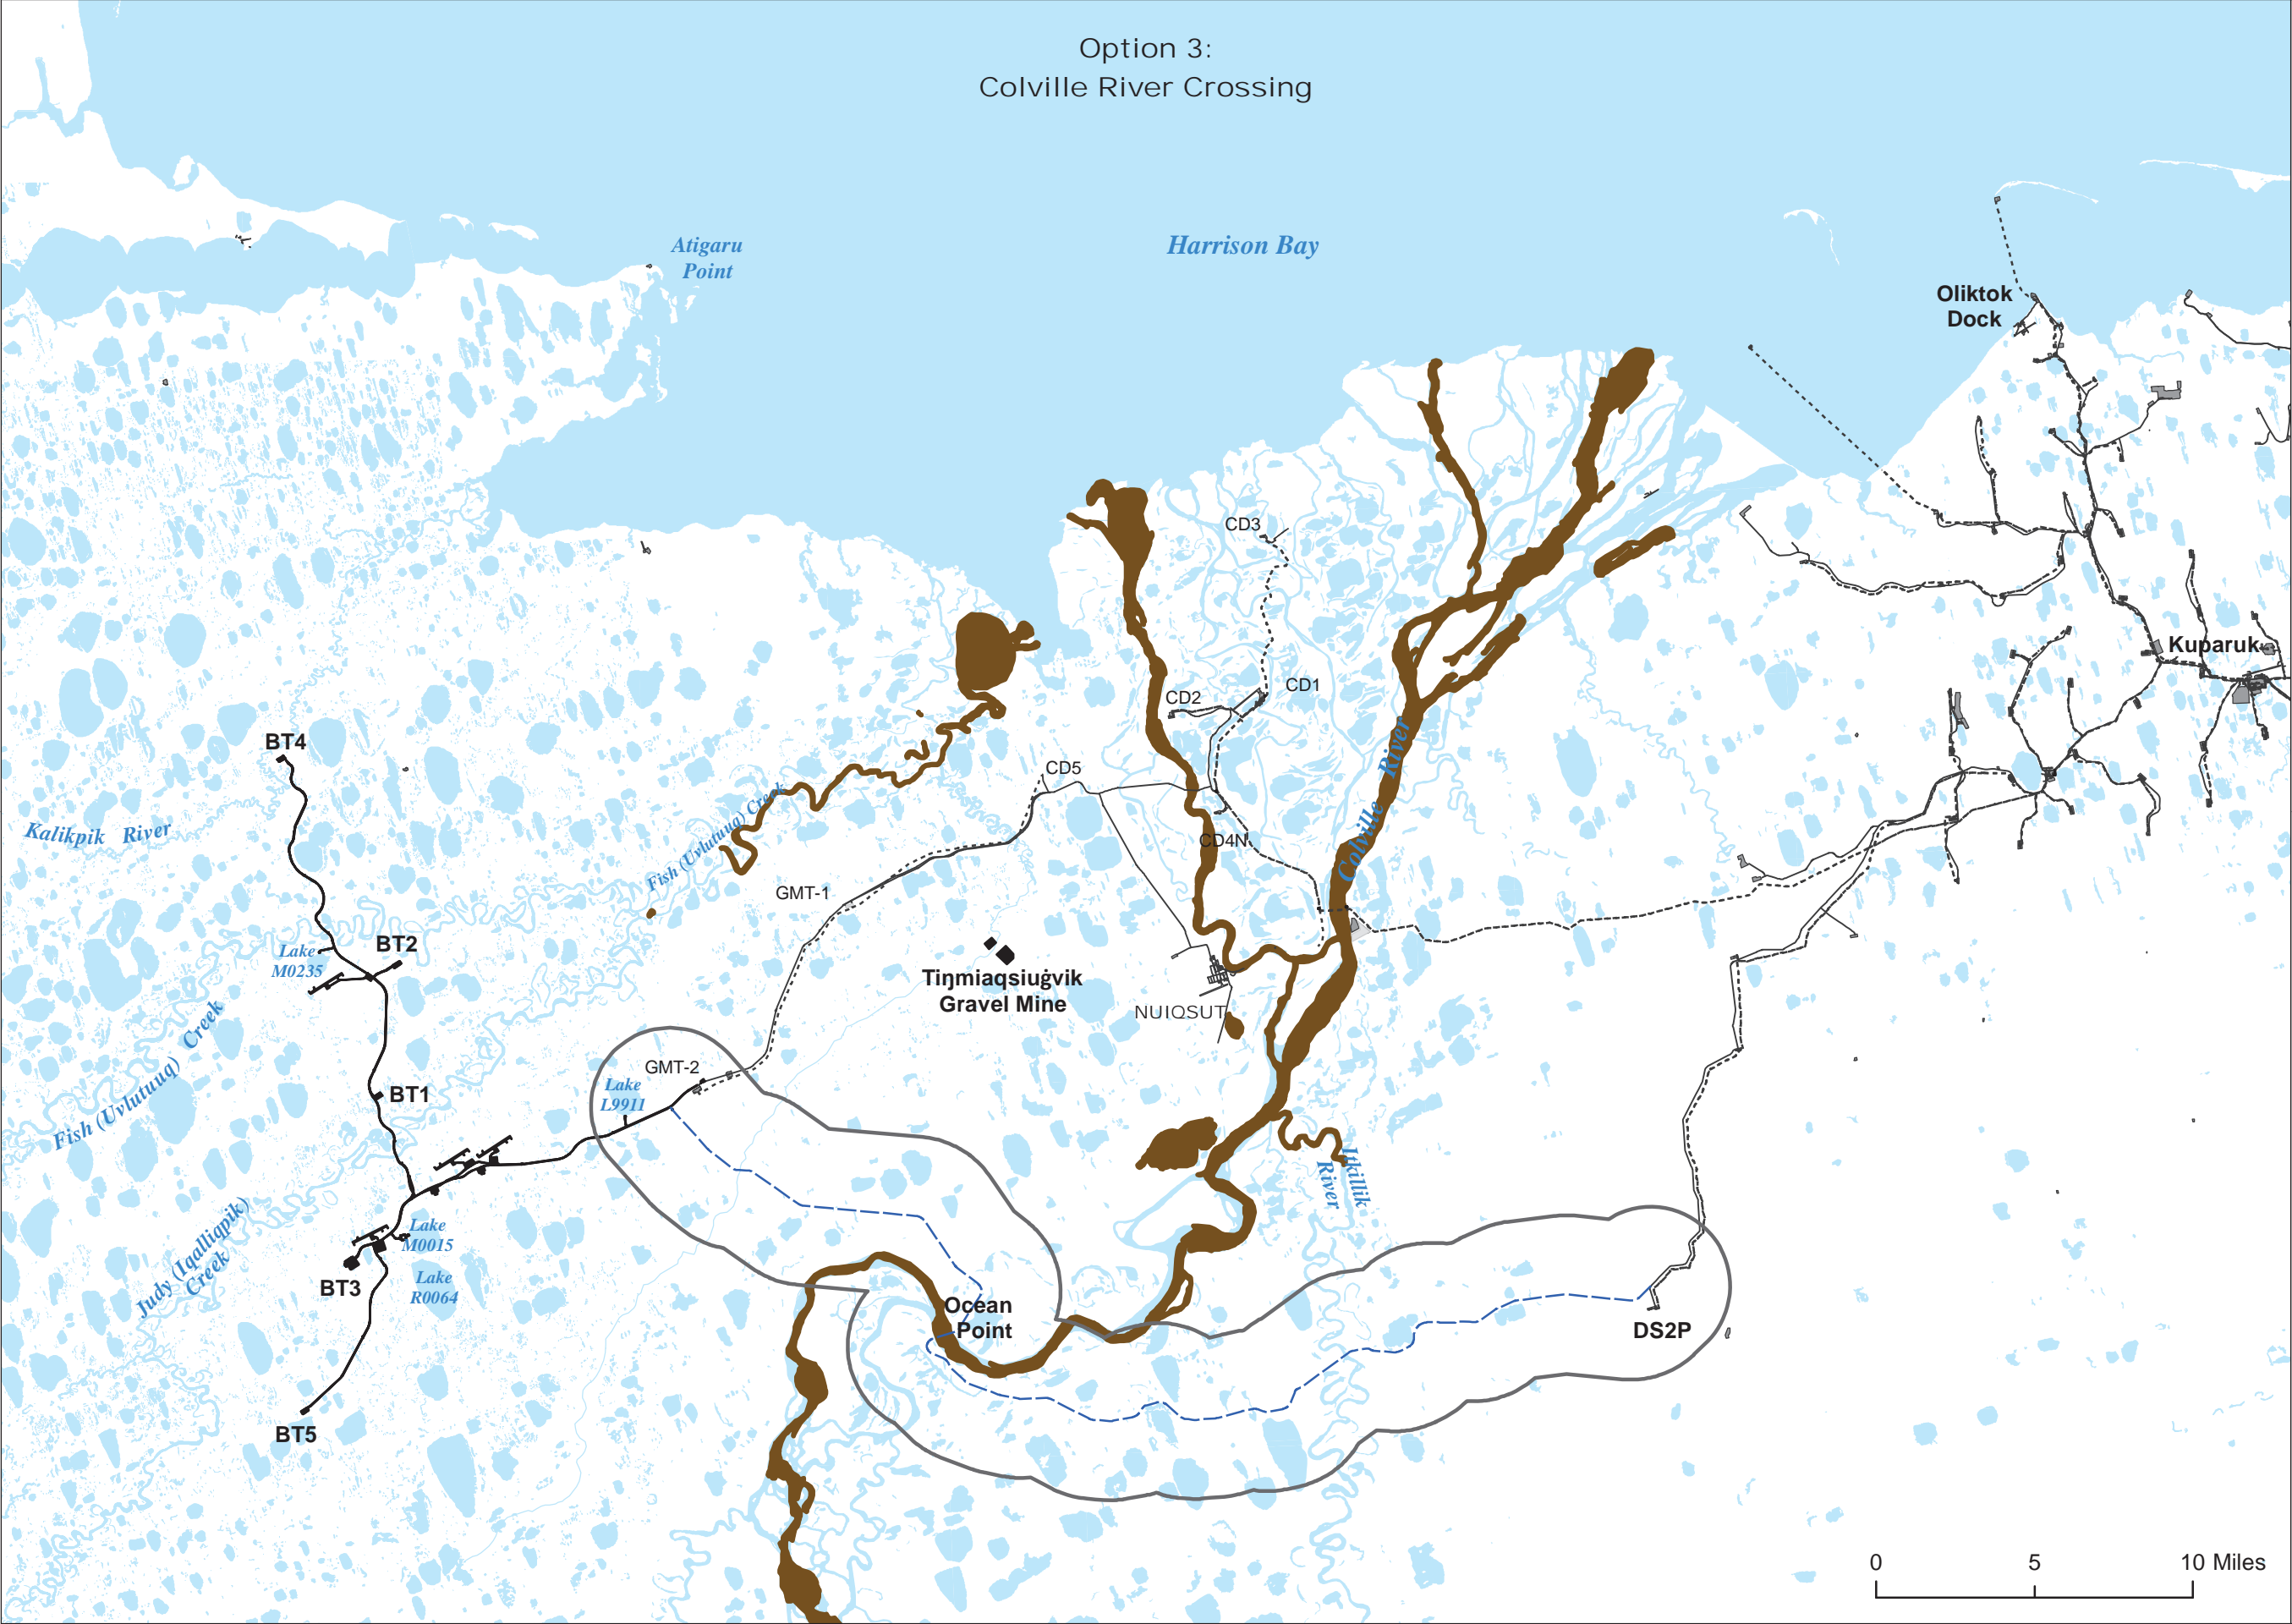 Option 3:
Colville River Crossing
Atigaru
Point
Harrison Bay
Oliktok
Dock
CD3
Kuparuk
CD1
CD2
BT4
CD5
Colville River
Kalikpik River
Fish (Uvlutuuq) Creek
CD4N
GMT-1
BT2
Lake
M0235
Tiŋmiaqsiuġvik
Gravel Mine
NUIQSUT
Fish (Uvlutuuq) Creek
GMT-2
Lake
L9911
BT1
Itkillik
River
Judy (Iqalliqpik)
Creek
Lake
M0015
BT3
Lake
R0064
Ocean
Point
DS2P
BT5
0 5 10 Miles